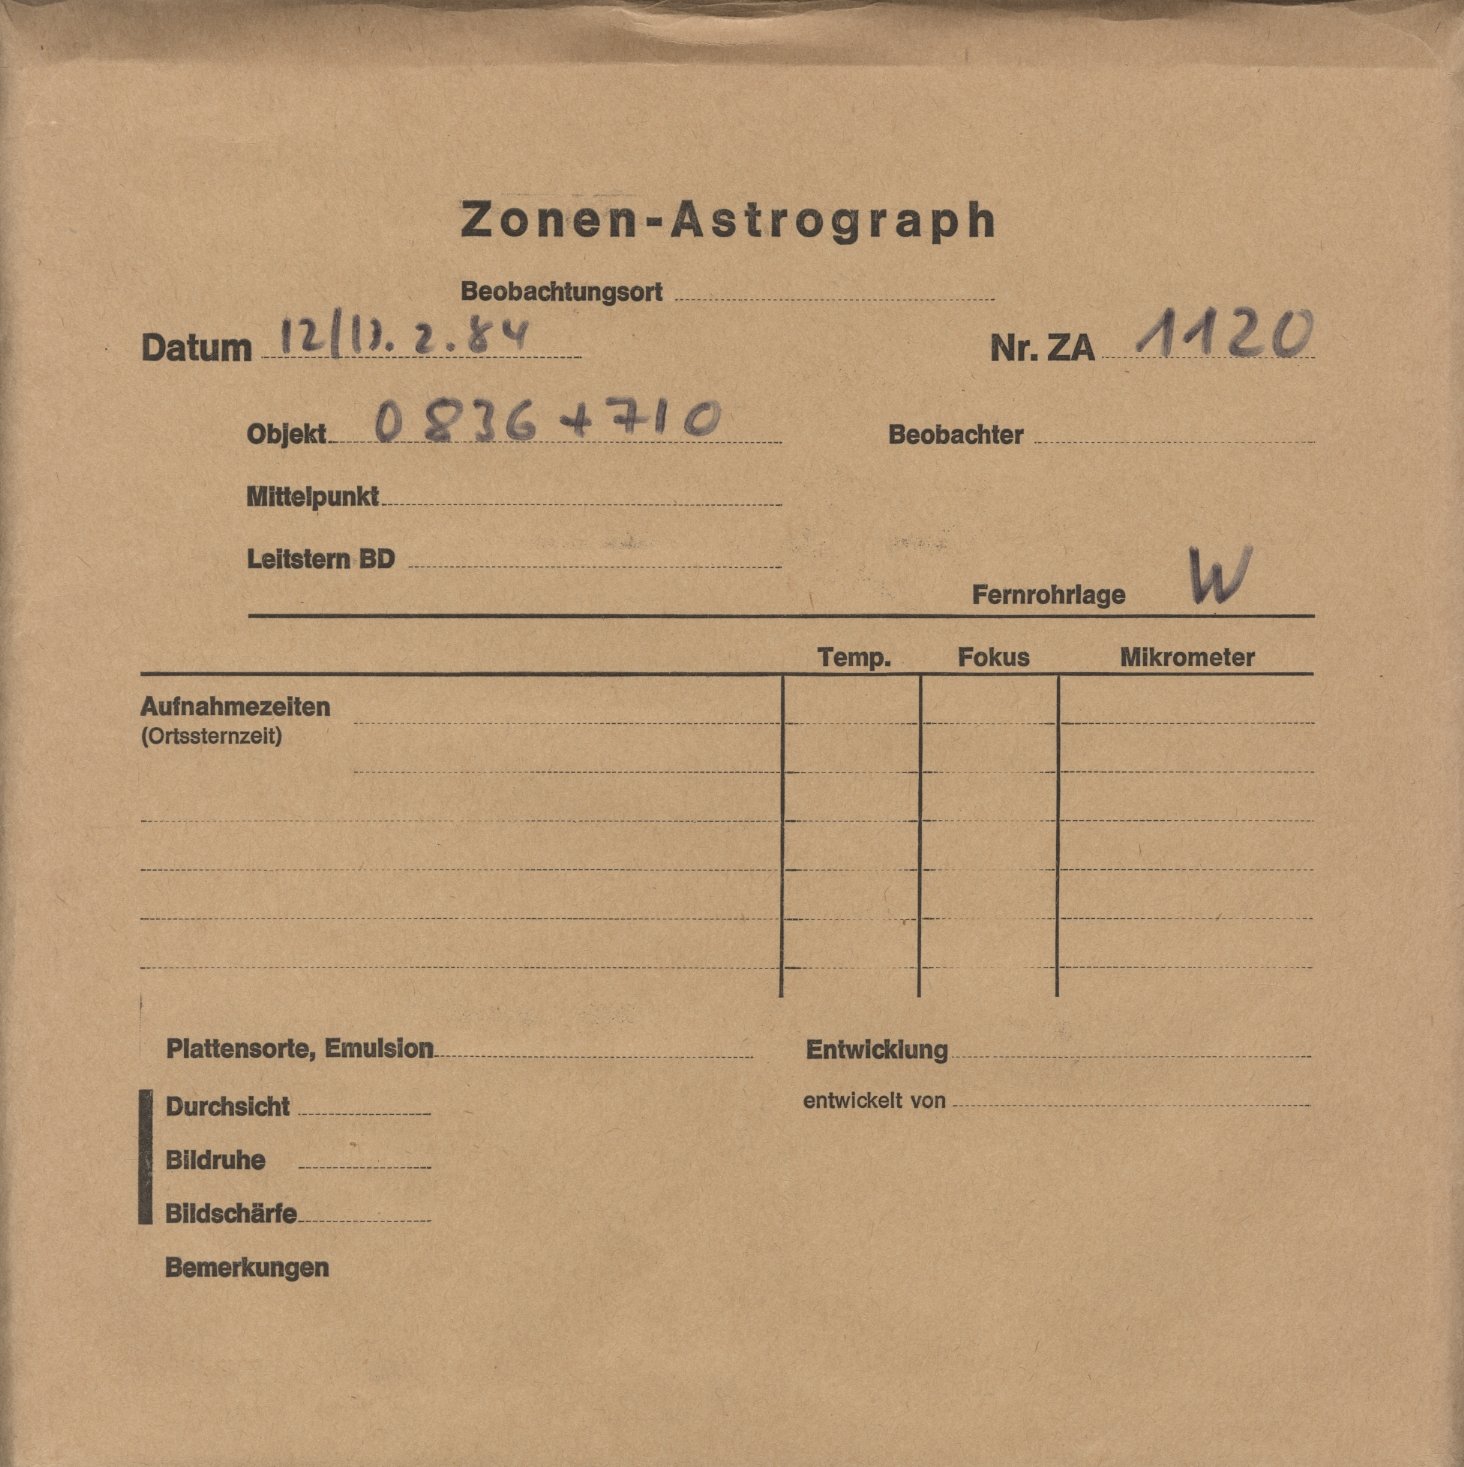 Zonen-Astrograph
Beobachtungsort
Datum 12/13. 2. 84 Nr. ZA 1120
Objekt 0836+710 Beobachter
Mittelpunkt
Leitstern BD
Fernrohrlage W
Temp. Fokus Mikrometer
Aufnahmezeiten
(Ortssternzeit)
Plattensorte, Emulsion Entwicklung
Durchsicht entwickelt von
Bildruhe
Bildschärfe
Bemerkungen